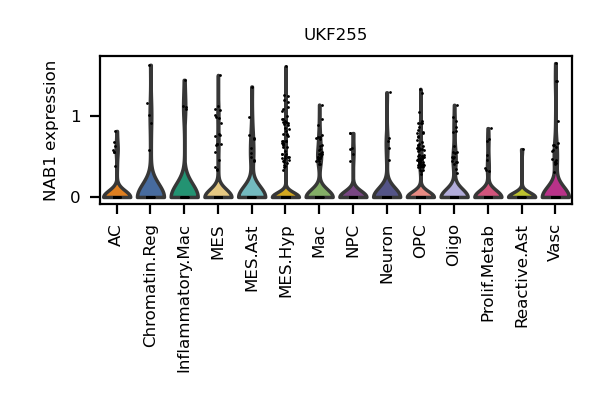 UKF255
NAB1 expression
1
0
AC
Chromatin.Reg
Inflammatory.Mac
MES
MES.Ast
MES.Hyp
Mac
NPC
Neuron
OPC
Oligo
Prolif.Metab
Reactive.Ast
Vasc